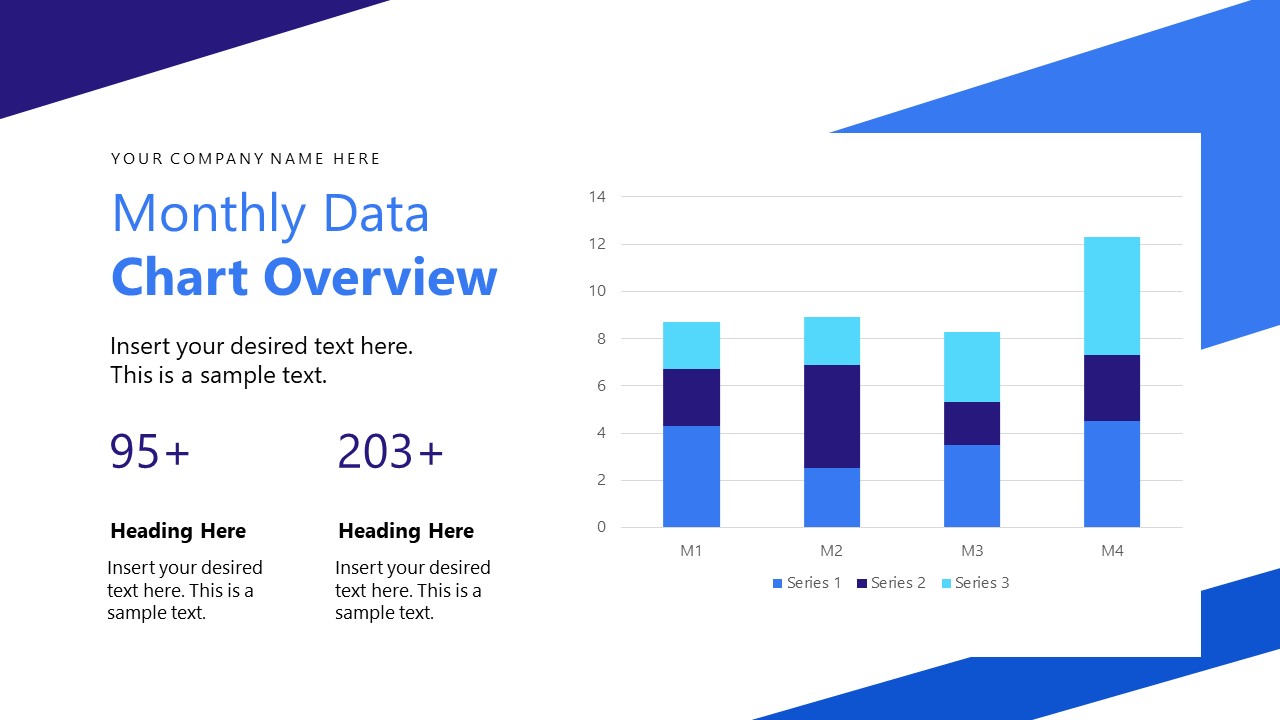 YOUR COMPANY NAME HERE
Monthly Data
Chart Overview
Insert your desired text here.
This is a sample text.
95+
Heading Here
Insert your desired
text here. This is a
sample text.
203+
Heading Here
Insert your desired
text here. This is a
sample text.
14
12
10
8
6
4
2
0
M1 M2 M3 M4
Series 1 Series 2 Series 3